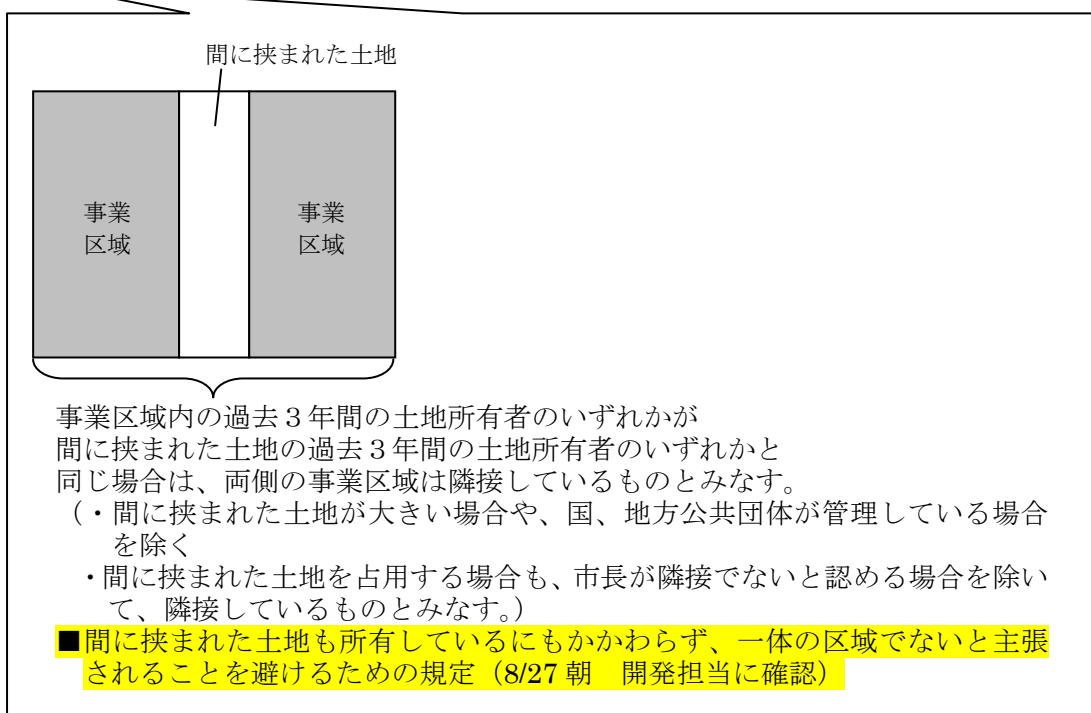 間に挟まれた土地
事業
区域
事業
区域
事業区域内の過去３年間の土地所有者のいずれかが
間に挟まれた土地の過去３年間の土地所有者のいずれかと
同じ場合は、両側の事業区域は隣接しているものとみなす。
（・間に挟まれた土地が大きい場合や、国、地方公共団体が管理している場合
を除く
・間に挟まれた土地を占用する場合も、市長が隣接でないと認める場合を除い
て、隣接しているものとみなす。）
■間に挟まれた土地も所有しているにもかかわらず、一体の区域でないと主張
されることを避けるための規定（8/27 朝　開発担当に確認）